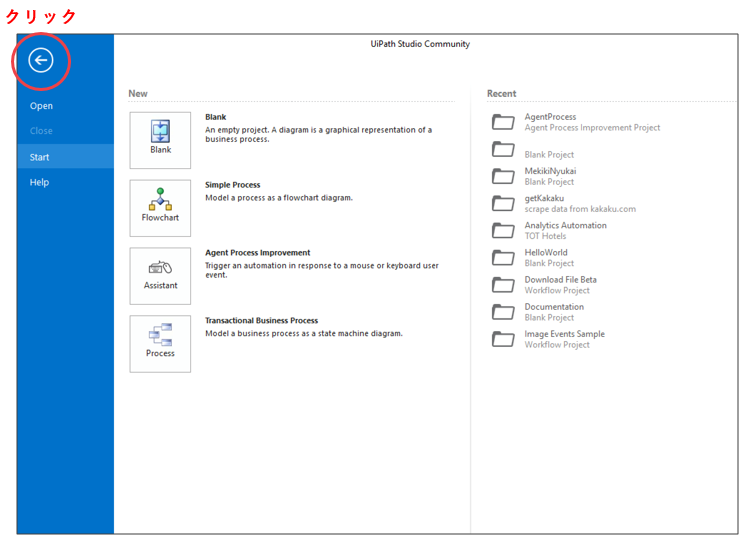 クリック
UiPath Studio Community
Open
Close
Start
Help
New
Blank
Blank
An empty project. A diagram is a graphical representation of a
business process.
Flowchart
Simple Process
Model a process as a flowchart diagram.
Assistant
Agent Process Improvement
Trigger an automation in response to a mouse or keyboard user
event.
Process
Transactional Business Process
Model a business process as a state machine diagram.
Recent
AgentProcess
Agent Process Improvement Project
Blank Project
MekikiNyukai
Blank Project
getKakaku
scrape data from kakaku.com
Analytics Automation
TOT Hotels
HelloWorld
Blank Project
Download File Beta
Workflow Project
Documentation
Blank Project
Image Events Sample
Workflow Project